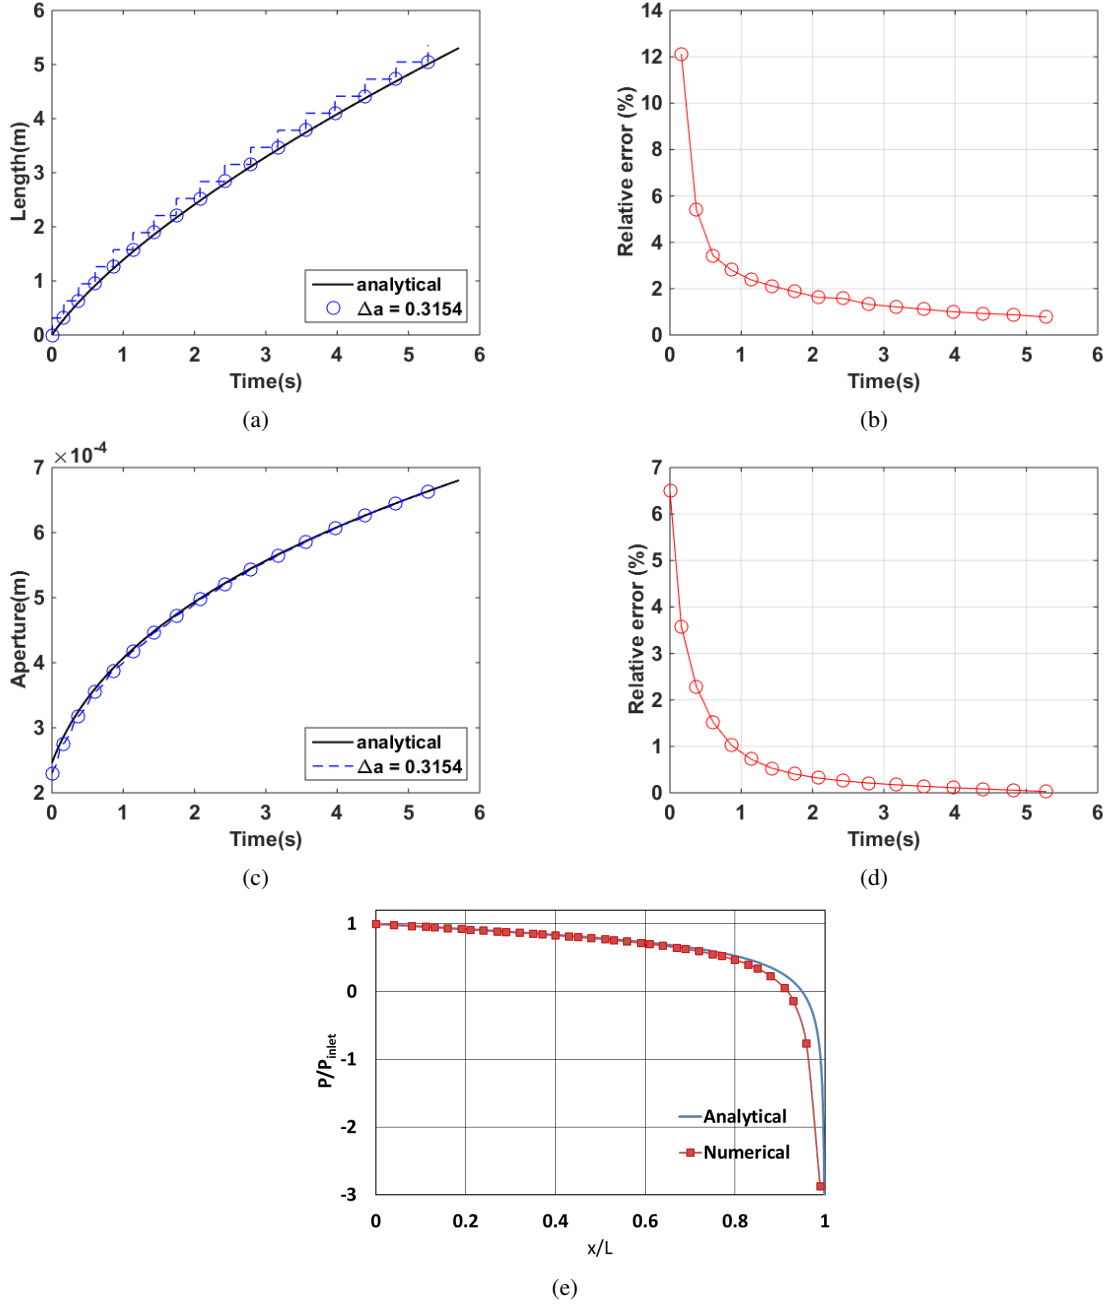 6
5
4
3
2
1
0
Length(m)
analytical
Δa = 0.3154
0 1 2 3 4 5 6
Time(s)
(a)
14
12
10
8
6
4
2
0
Relative error (%)
0 1 2 3 4 5 6
Time(s)
(b)
×10-4
7
6
5
4
3
2
Aperture(m)
analytical
Δa = 0.3154
0 1 2 3 4 5 6
Time(s)
(c)
7
6
5
4
3
2
1
0
Relative error (%)
0 1 2 3 4 5 6
Time(s)
(d)
1
0
-1
-2
-3
P/Pinlet
Analytical
Numerical
0 0.2 0.4 0.6 0.8 1
x/L
(e)